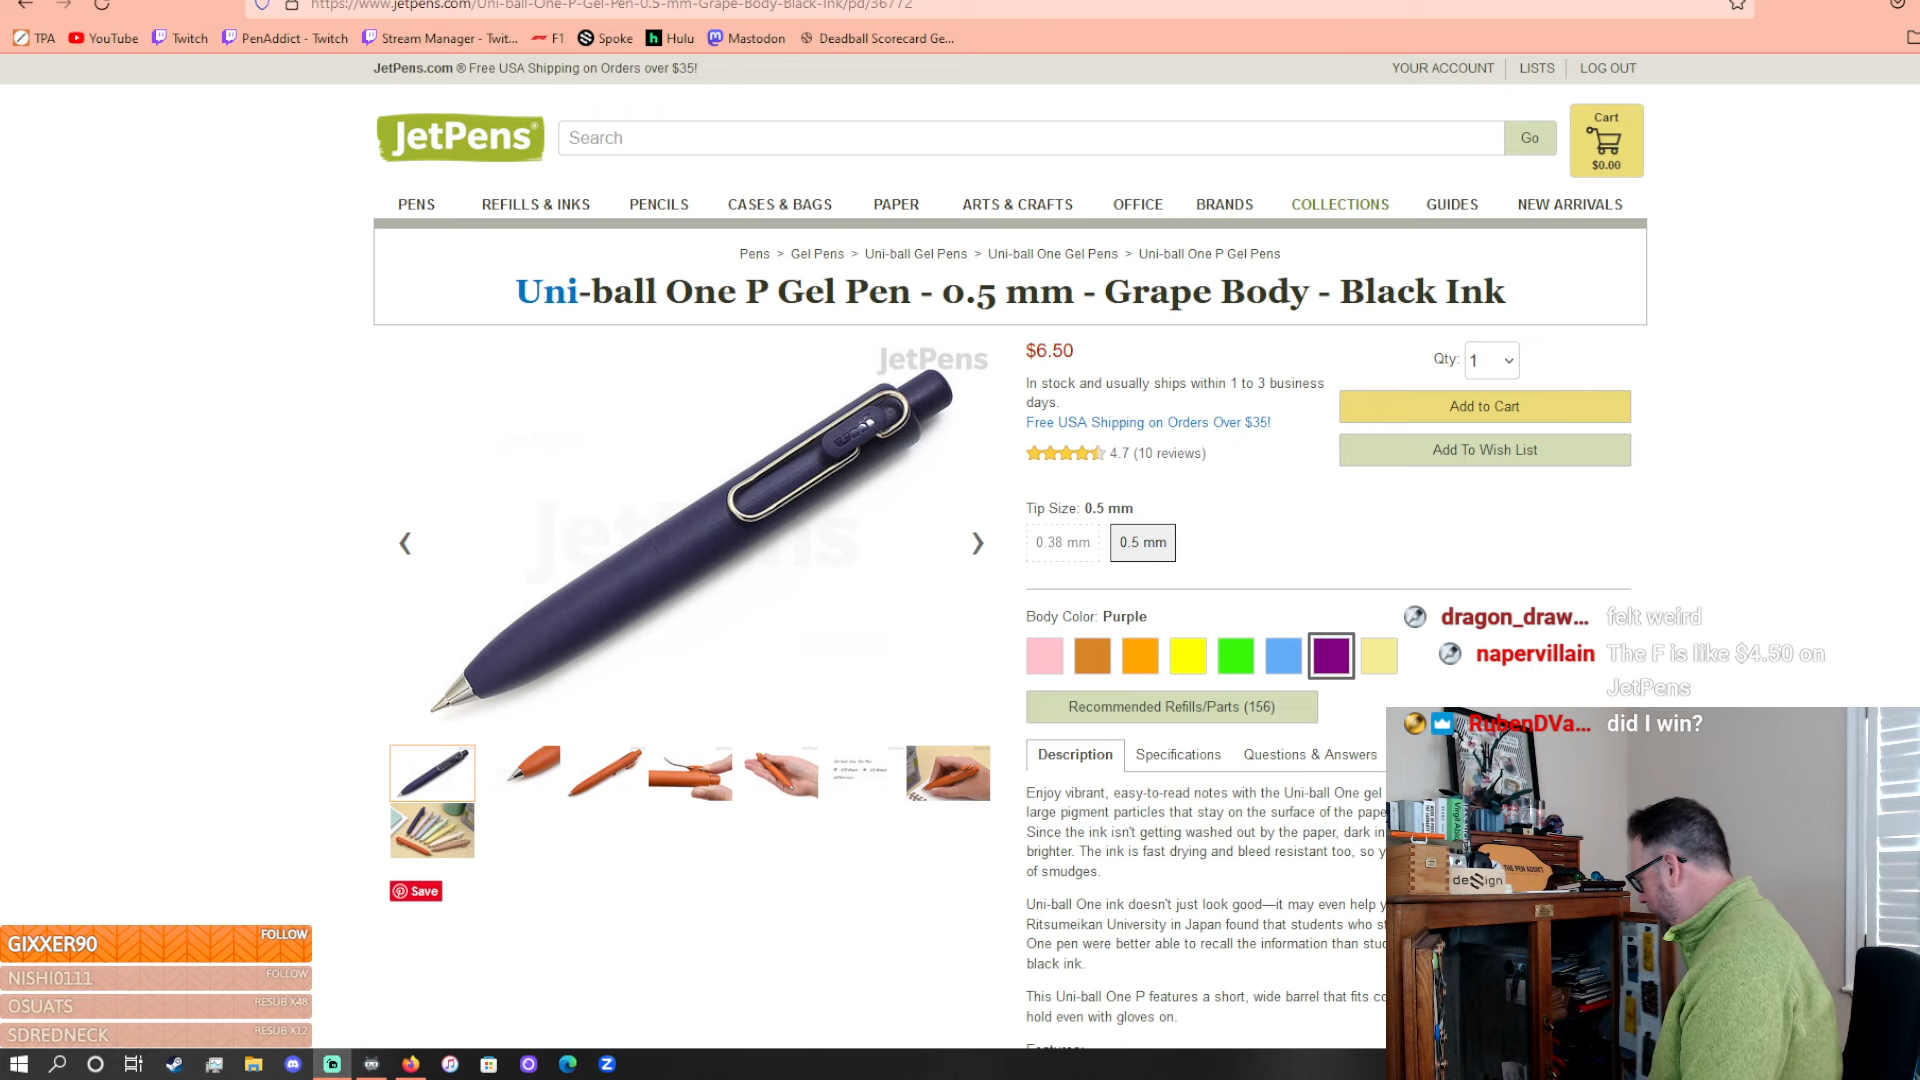 https://www.jetpens.com/Uni-ball-One-P-Gel-Pen-0.5-mm-Grape-Body-Black-Ink/pd/36772
TPA YouTube Twitch PenAddict - Twitch Stream Manager - Twit... F1 Spoke Hulu Mastodon Deadball Scorecard Ge...
JetPens.com ® Free USA Shipping on Orders over $35!
YOUR ACCOUNT LISTS LOG OUT
JetPens®
Search
Go
Cart
$0.00
PENS REFILLS & INKS PENCILS CASES & BAGS PAPER ARTS & CRAFTS OFFICE BRANDS COLLECTIONS GUIDES NEW ARRIVALS
Pens > Gel Pens > Uni-ball Gel Pens > Uni-ball One Gel Pens > Uni-ball One P Gel Pens
Uni-ball One P Gel Pen - 0.5 mm - Grape Body - Black Ink
JetPens
uni
JetPens
$6.50
Qty: 1
In stock and usually ships within 1 to 3 business
days.
Free USA Shipping on Orders Over $35!
4.7 (10 reviews)
Add to Cart
Add To Wish List
Tip Size: 0.5 mm
0.38 mm 0.5 mm
Body Color: Purple
Recommended Refills/Parts (156)
Description Specifications Questions & Answers
Enjoy vibrant, easy-to-read notes with the Uni-ball One gel
large pigment particles that stay on the surface of the pape
Since the ink isn't getting washed out by the paper, dark in
brighter. The ink is fast drying and bleed resistant too, so y
of smudges.
Uni-ball One ink doesn't just look good—it may even help y
Ritsumeikan University in Japan found that students who s
One pen were better able to recall the information than stud
black ink.
This Uni-ball One P features a short, wide barrel that fits co
hold even with gloves on.
Features:
Save
dragon_draw... felt weird
napervillain The F is like $4.50 on
JetPens
RubenDVa... did I win?
THE PEN ADDICT
design
GIXXER90 FOLLOW
NISHI0111 FOLLOW
OSUATS RESUB X48
SDREDNECK RESUB X12